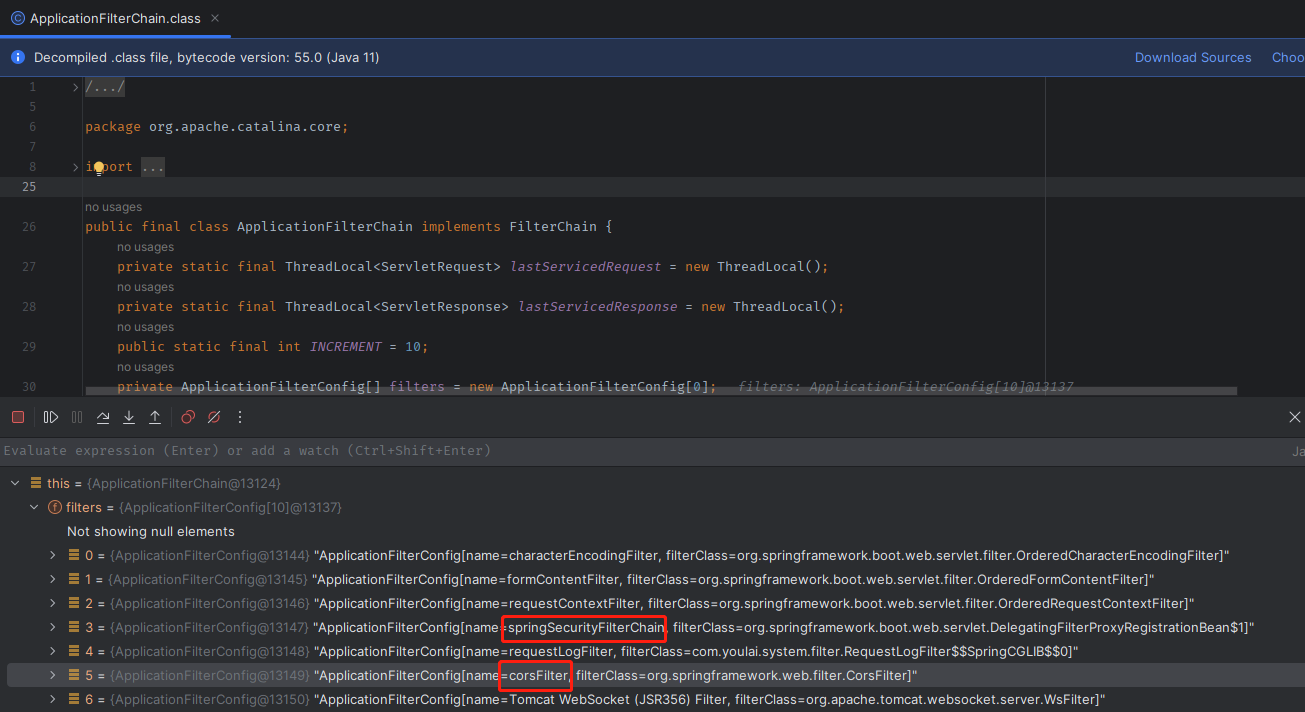 ApplicationFilterChain.class
Decompiled .class file, bytecode version: 55.0 (Java 11) Download Sources Choo
1 /.../
5
6 package org.apache.catalina.core;
7
8 import ...
25
no usages
26 public final class ApplicationFilterChain implements FilterChain {
no usages
27 private static final ThreadLocal<ServletRequest> lastServicedRequest = new ThreadLocal();
no usages
28 private static final ThreadLocal<ServletResponse> lastServicedResponse = new ThreadLocal();
no usages
29 public static final int INCREMENT = 10;
no usages
30 private ApplicationFilterConfig[] filters = new ApplicationFilterConfig[0]; filters: ApplicationFilterConfig[10]@13137
Evaluate expression (Enter) or add a watch (Ctrl+Shift+Enter) Ja
this = {ApplicationFilterChain@13124}
filters = {ApplicationFilterConfig[10]@13137}
Not showing null elements
0 = {ApplicationFilterConfig@13144} "ApplicationFilterConfig[name=characterEncodingFilter, filterClass=org.springframework.boot.web.servlet.filter.OrderedCharacterEncodingFilter]"
1 = {ApplicationFilterConfig@13145} "ApplicationFilterConfig[name=formContentFilter, filterClass=org.springframework.boot.web.servlet.filter.OrderedFormContentFilter]"
2 = {ApplicationFilterConfig@13146} "ApplicationFilterConfig[name=requestContextFilter, filterClass=org.springframework.boot.web.servlet.filter.OrderedRequestContextFilter]"
3 = {ApplicationFilterConfig@13147} "ApplicationFilterConfig[name=springSecurityFilterChain, filterClass=org.springframework.boot.web.servlet.DelegatingFilterProxyRegistrationBean$1]"
4 = {ApplicationFilterConfig@13148} "ApplicationFilterConfig[name=requestLogFilter, filterClass=com.youlai.system.filter.RequestLogFilter$$SpringCGLIB$$0]"
5 = {ApplicationFilterConfig@13149} "ApplicationFilterConfig[name=corsFilter, filterClass=org.springframework.web.filter.CorsFilter]"
6 = {ApplicationFilterConfig@13150} "ApplicationFilterConfig[name=Tomcat WebSocket (JSR356) Filter, filterClass=org.apache.tomcat.websocket.server.WsFilter]"